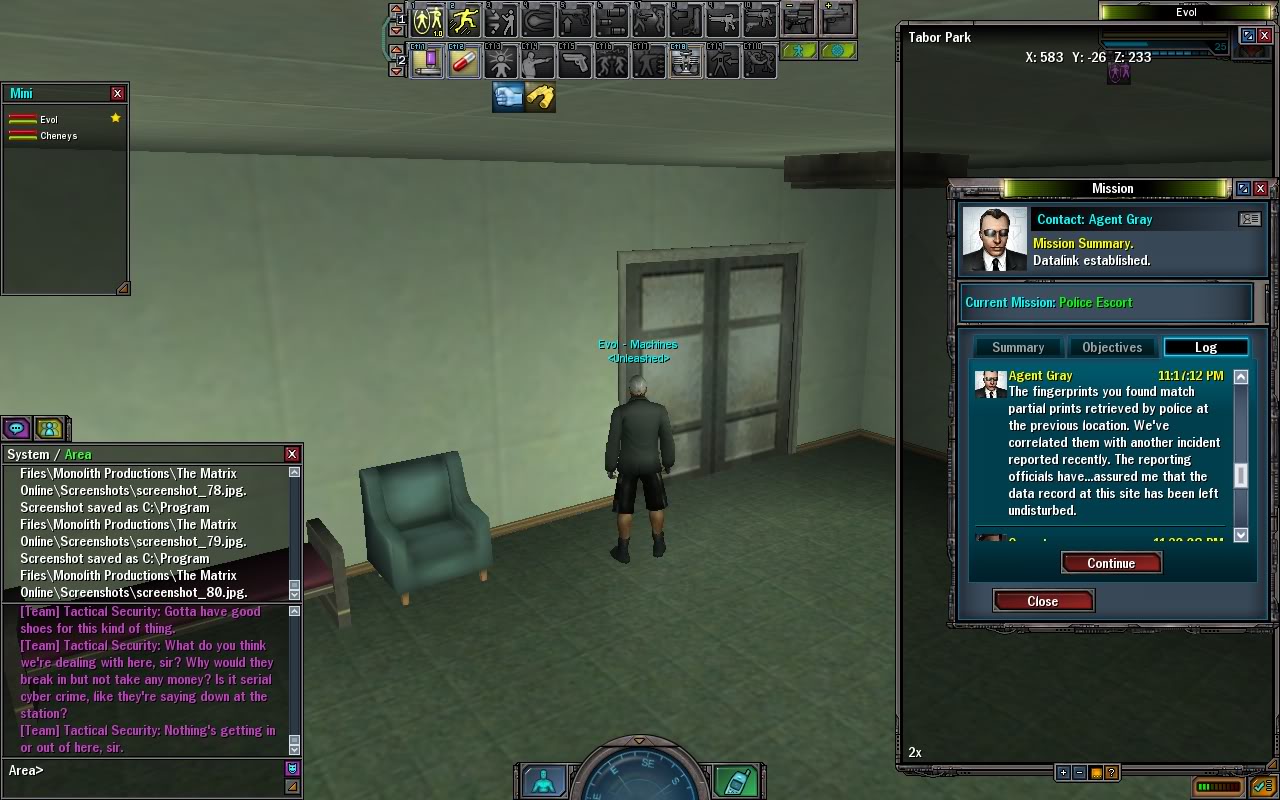 Evol
Tabor Park
X: 583 Y: -26 Z: 233
25
1
2
1.0
Ctrl
Mini
Evol
Cheneys
Mission
Contact: Agent Gray
Mission Summary.
Datalink established.
Current Mission: Police Escort
Summary
Objectives
Log
Agent Gray 11:17:12 PM
The fingerprints you found match
partial prints retrieved by police at
the previous location. We've
correlated them with another incident
reported recently. The reporting
officials have...assured me that the
data record at this site has been left
undisturbed.
Continue
Close
Evol - Machines
<Unleashed>
System / Area
Files\Monolith Productions\The Matrix
Online\Screenshots\screenshot_78.jpg.
Screenshot saved as C:\Program
Files\Monolith Productions\The Matrix
Online\Screenshots\screenshot_79.jpg.
Screenshot saved as C:\Program
Files\Monolith Productions\The Matrix
Online\Screenshots\screenshot_80.jpg.
[Team] Tactical Security: Gotta have good
shoes for this kind of thing.
[Team] Tactical Security: What do you think
we're dealing with here, sir? Why would they
break in but not take any money? Is it serial
cyber crime, like they're saying down at the
station?
[Team] Tactical Security: Nothing's getting in
or out of here, sir.
Area>
E
SE
S
2x